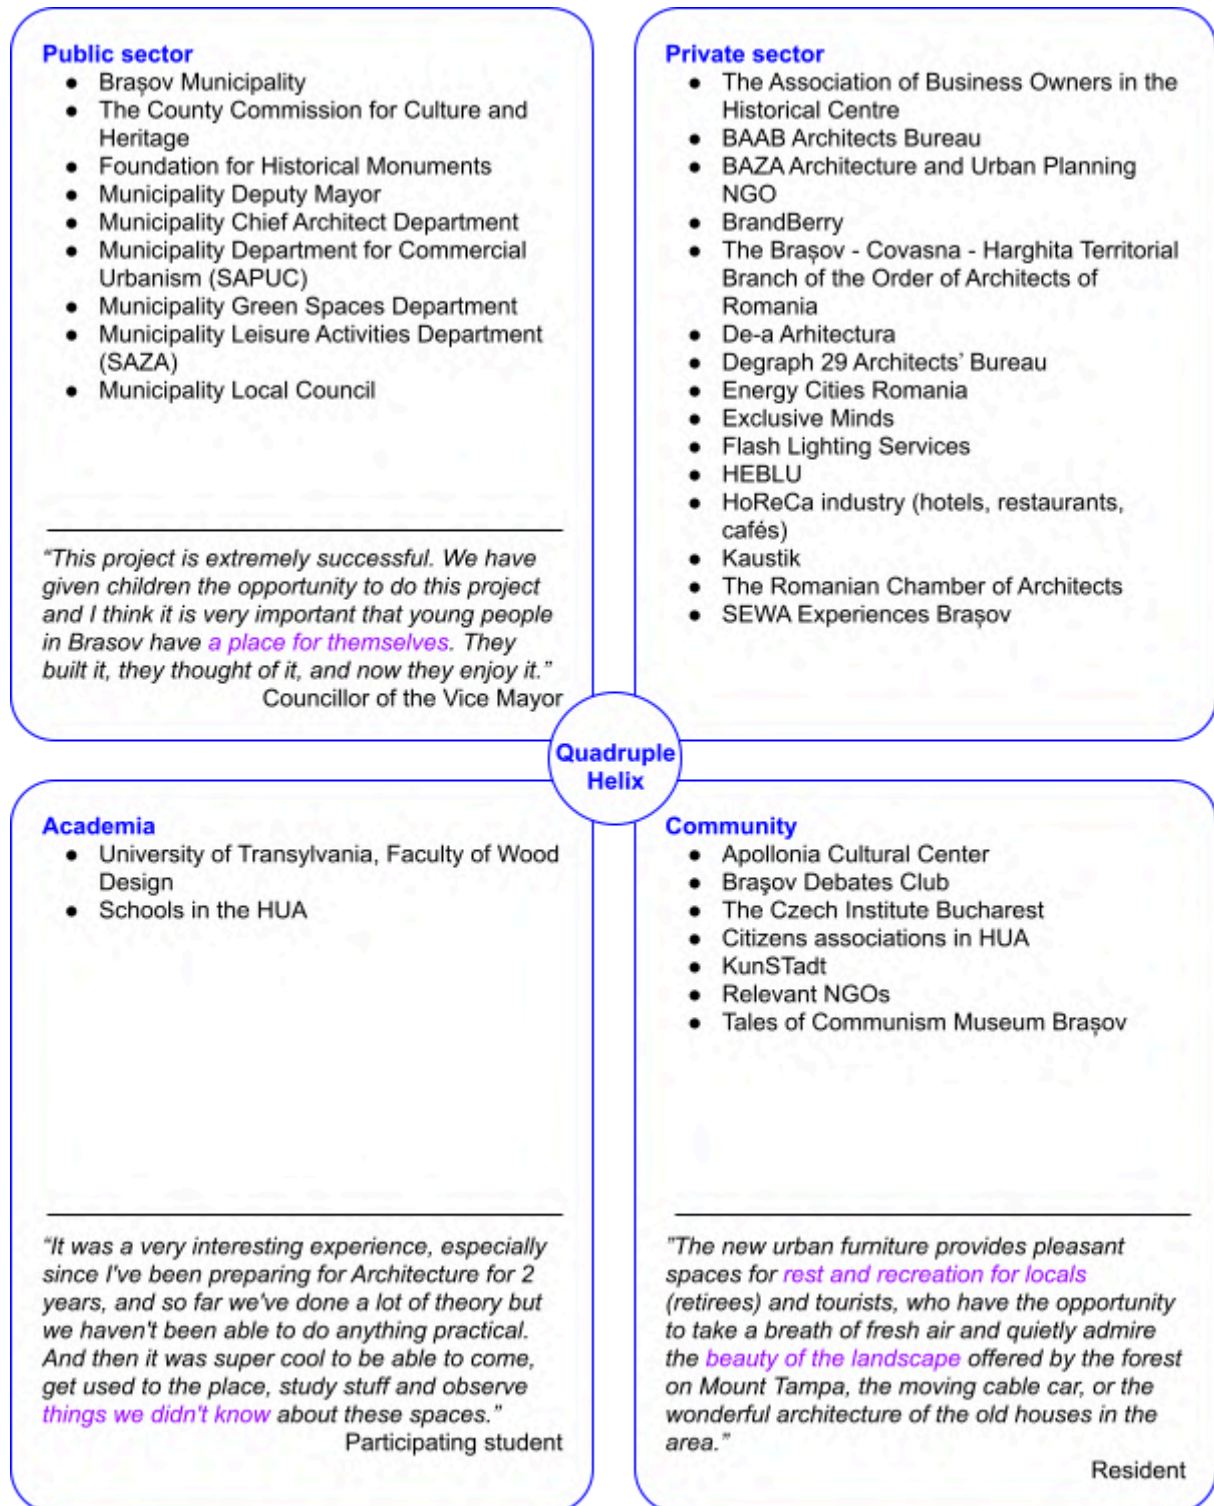 Public sector
● Brașov Municipality
● The County Commission for Culture and
Heritage
● Foundation for Historical Monuments
● Municipality Deputy Mayor
● Municipality Chief Architect Department
● Municipality Department for Commercial
Urbanism (SAPUC)
● Municipality Green Spaces Department
● Municipality Leisure Activities Department
(SAZA)
● Municipality Local Council
“This project is extremely successful. We have
given children the opportunity to do this project
and I think it is very important that young people
in Brasov have a place for themselves. They
built it, they thought of it, and now they enjoy it.”
Councillor of the Vice Mayor
Private sector
● The Association of Business Owners in the
Historical Centre
● BAAB Architects Bureau
● BAZA Architecture and Urban Planning
NGO
● BrandBerry
● The Brașov - Covasna - Harghita Territorial
Branch of the Order of Architects of
Romania
● De-a Arhitectura
● Degraph 29 Architects’ Bureau
● Energy Cities Romania
● Exclusive Minds
● Flash Lighting Services
● HEBLU
● HoReCa industry (hotels, restaurants,
cafés)
● Kaustik
● The Romanian Chamber of Architects
● SEWA Experiences Brașov
Quadruple
Helix
Academia
● University of Transylvania, Faculty of Wood
Design
● Schools in the HUA
“It was a very interesting experience, especially
since I've been preparing for Architecture for 2
years, and so far we've done a lot of theory but
we haven't been able to do anything practical.
And then it was super cool to be able to come,
get used to the place, study stuff and observe
things we didn't know about these spaces.”
Participating student
Community
● Apollonia Cultural Center
● Braşov Debates Club
● The Czech Institute Bucharest
● Citizens associations in HUA
● KunSTadt
● Relevant NGOs
● Tales of Communism Museum Brașov
”The new urban furniture provides pleasant
spaces for rest and recreation for locals
(retirees) and tourists, who have the opportunity
to take a breath of fresh air and quietly admire
the beauty of the landscape offered by the forest
on Mount Tampa, the moving cable car, or the
wonderful architecture of the old houses in the
area.”
Resident